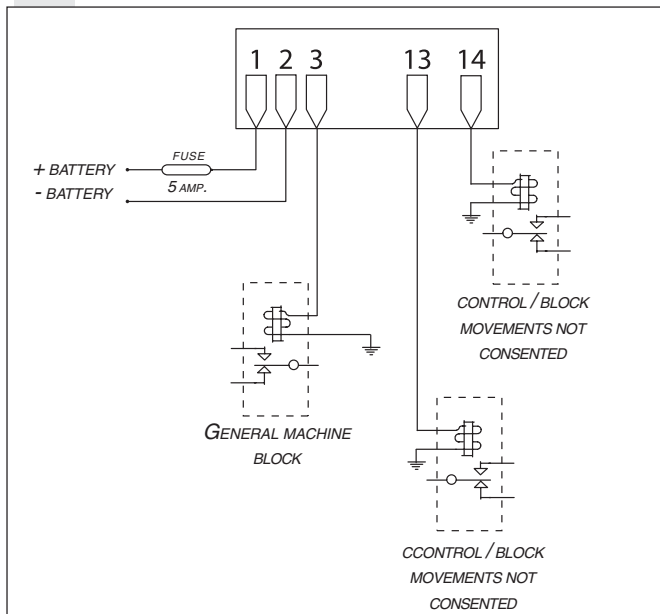 1 2 3 13 14
+ BATTERY
FUSE
5 AMP.
- BATTERY
CONTROL / BLOCK
MOVEMENTS NOT
CONSENTED
GENERAL MACHINE
BLOCK
CCONTROL / BLOCK
MOVEMENTS NOT
CONSENTED